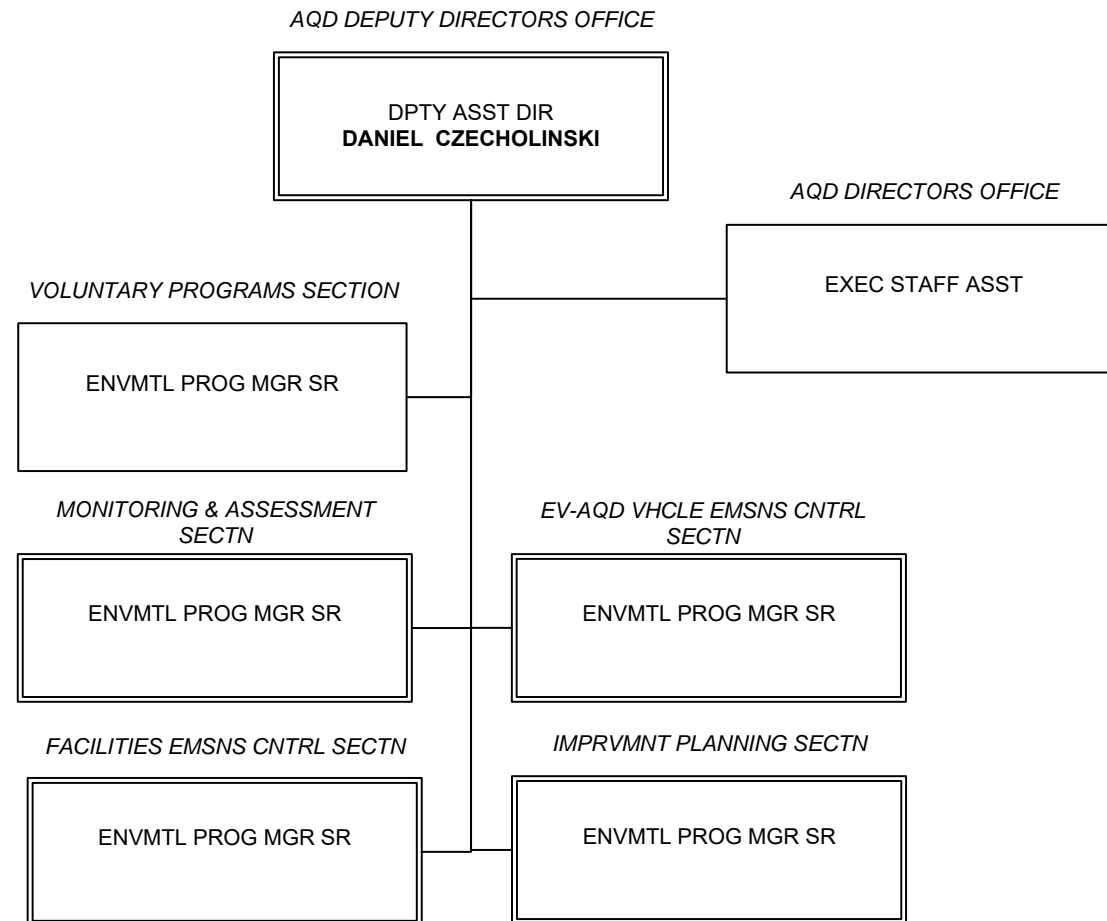 AQD DEPUTY DIRECTORS OFFICE
DPTY ASST DIR
DANIEL CZECHOLINSKI
AQD DIRECTORS OFFICE
EXEC STAFF ASST
VOLUNTARY PROGRAMS SECTION
ENVMTL PROG MGR SR
MONITORING & ASSESSMENT
SECTN
ENVMTL PROG MGR SR
EV-AQD VHCLE EMSNS CNTRL
SECTN
ENVMTL PROG MGR SR
FACILITIES EMSNS CNTRL SECTN
ENVMTL PROG MGR SR
IMPRVMNT PLANNING SECTN
ENVMTL PROG MGR SR